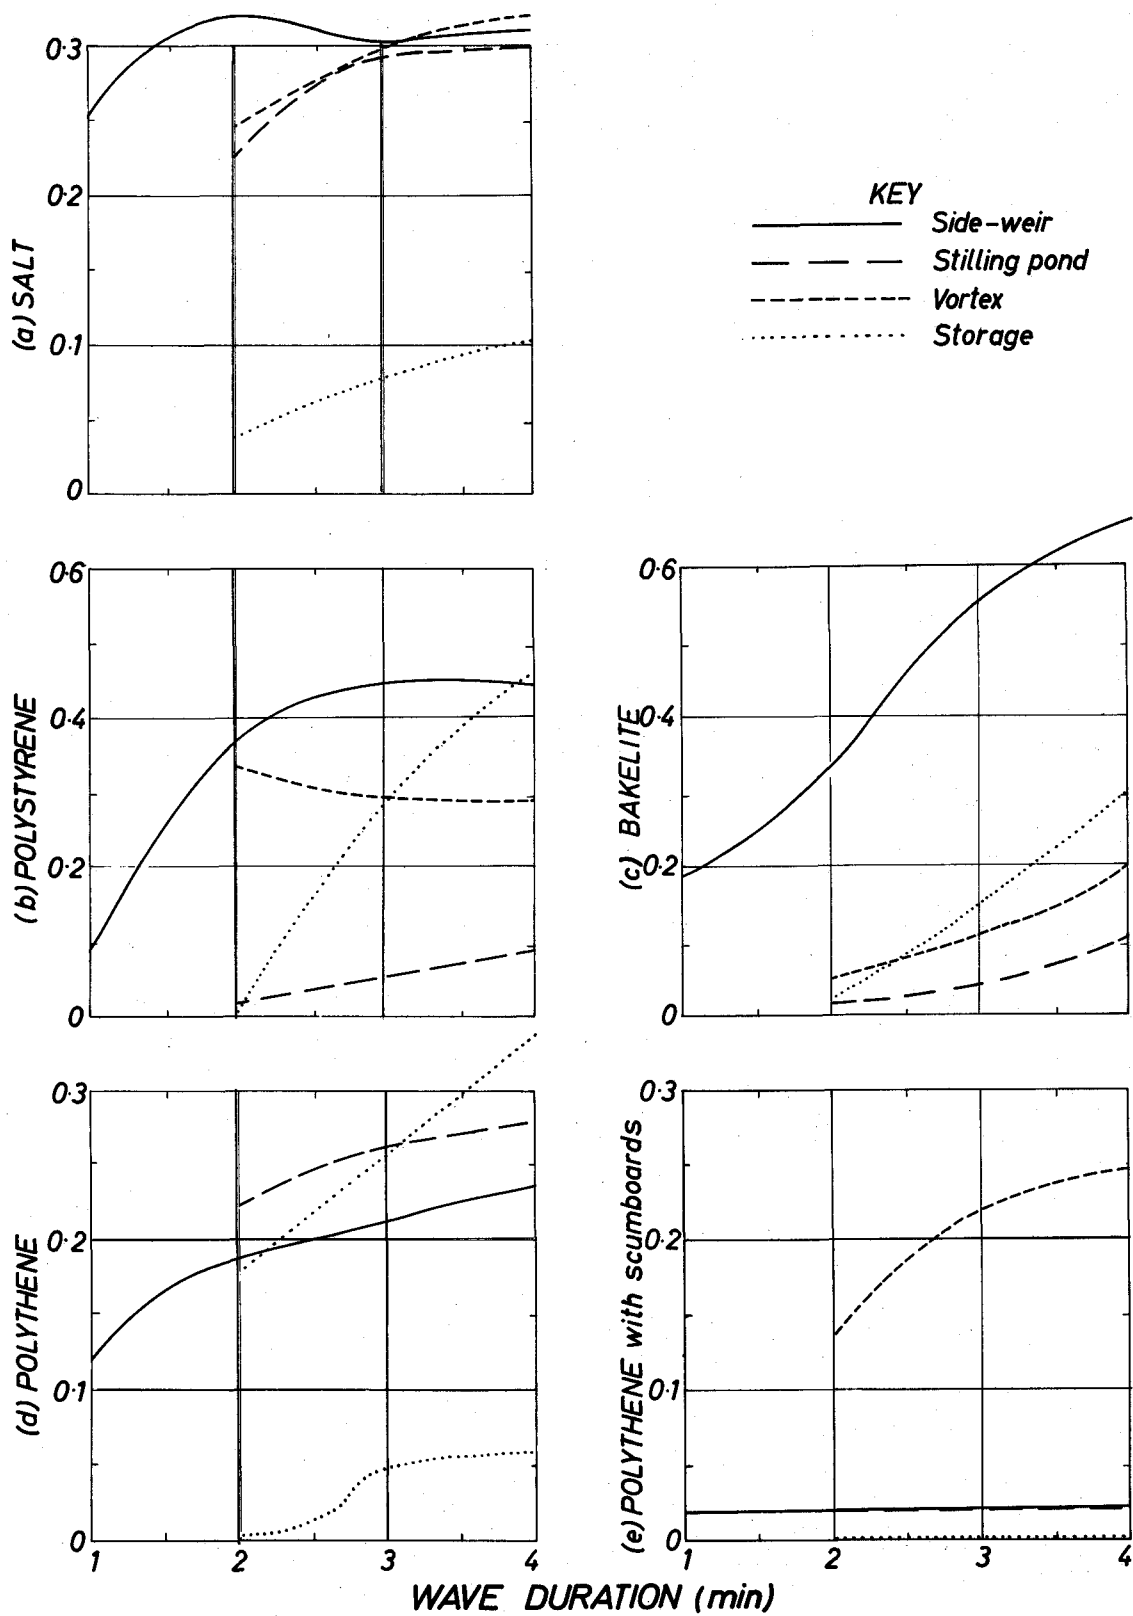 0·3
0·2
0·1
0
(a) SALT
KEY
Side-weir
Stilling pond
Vortex
Storage
0·6
0·4
0·2
0
(b) POLYSTYRENE
0·6
0·4
0·2
0
(c) BAKELITE
0·3
0·2
0·1
0
(d) POLYTHENE
1 2 3 4
0·3
0·2
0·1
0
(e) POLYTHENE with scumboards
1 2 3 4
WAVE DURATION (min)